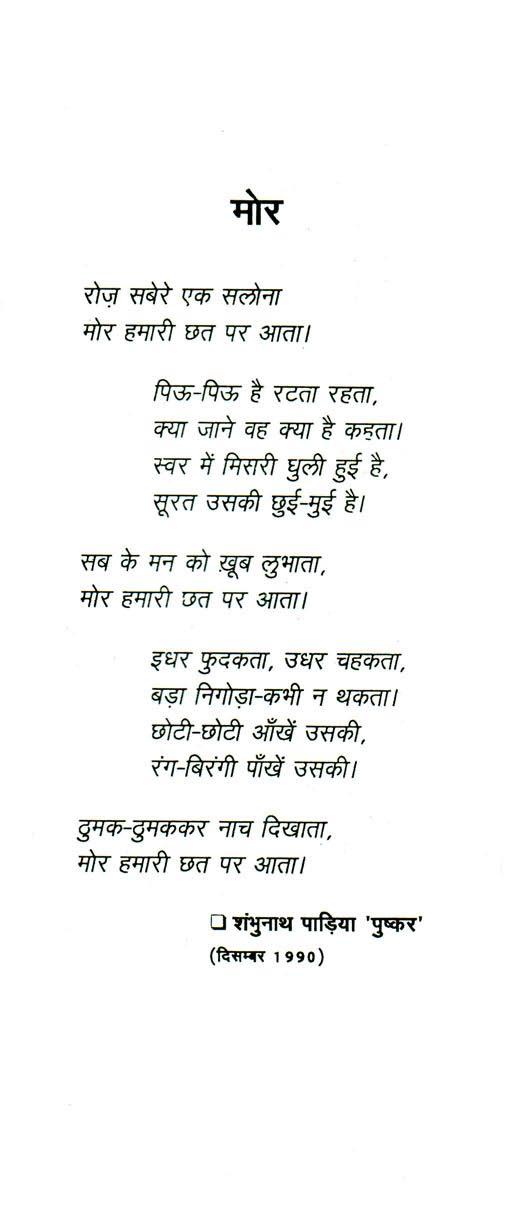 मोर
रोज़ सबेरे एक सलोना
मोर हमारी छत पर आता।
पिऊ-पिऊ है रटता रहता,
क्या जाने वह क्या है कहता।
स्वर में मिसरी घुली हुई है,
सूरत उसकी छुई-मुई है।
सब के मन को ख़ूब लुभाता,
मोर हमारी छत पर आता।
इधर फुदकता, उधर चहकता,
बड़ा निगोड़ा-कभी न थकता।
छोटी-छोटी आँखें उसकी,
रंग-बिरंगी पाँखें उसकी।
ठुमक-ठुमककर नाच दिखाता,
मोर हमारी छत पर आता।
❑ शंभुनाथ पाड़िया 'पुष्कर'
(दिसम्बर 1990)